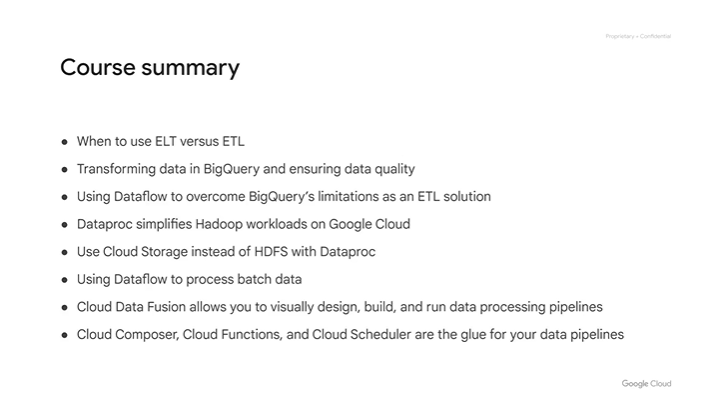 Proprietary + Confidential
Course summary
● When to use ELT versus ETL
● Transforming data in BigQuery and ensuring data quality
● Using Dataflow to overcome BigQuery's limitations as an ETL solution
● Dataproc simplifies Hadoop workloads on Google Cloud
● Use Cloud Storage instead of HDFS with Dataproc
● Using Dataflow to process batch data
● Cloud Data Fusion allows you to visually design, build, and run data processing pipelines
● Cloud Composer, Cloud Functions, and Cloud Scheduler are the glue for your data pipelines
Google Cloud